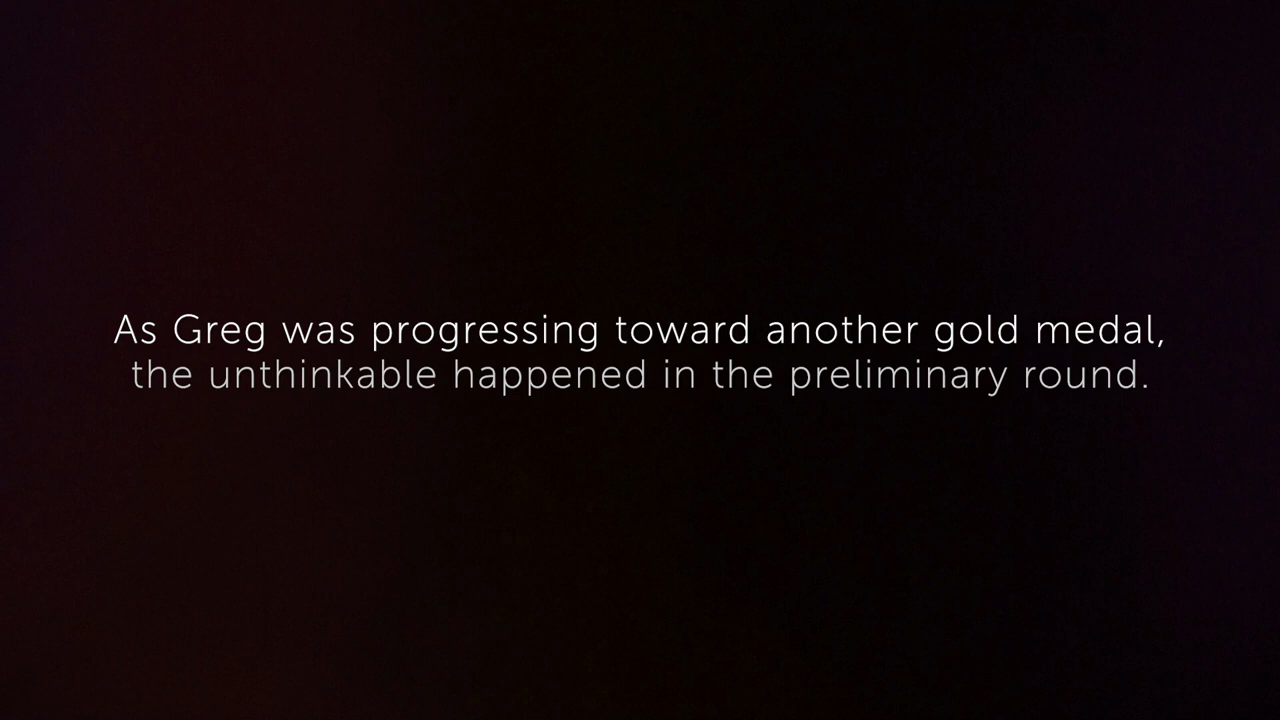 As Greg was progressing toward another gold medal,
the unthinkable happened in the preliminary round.